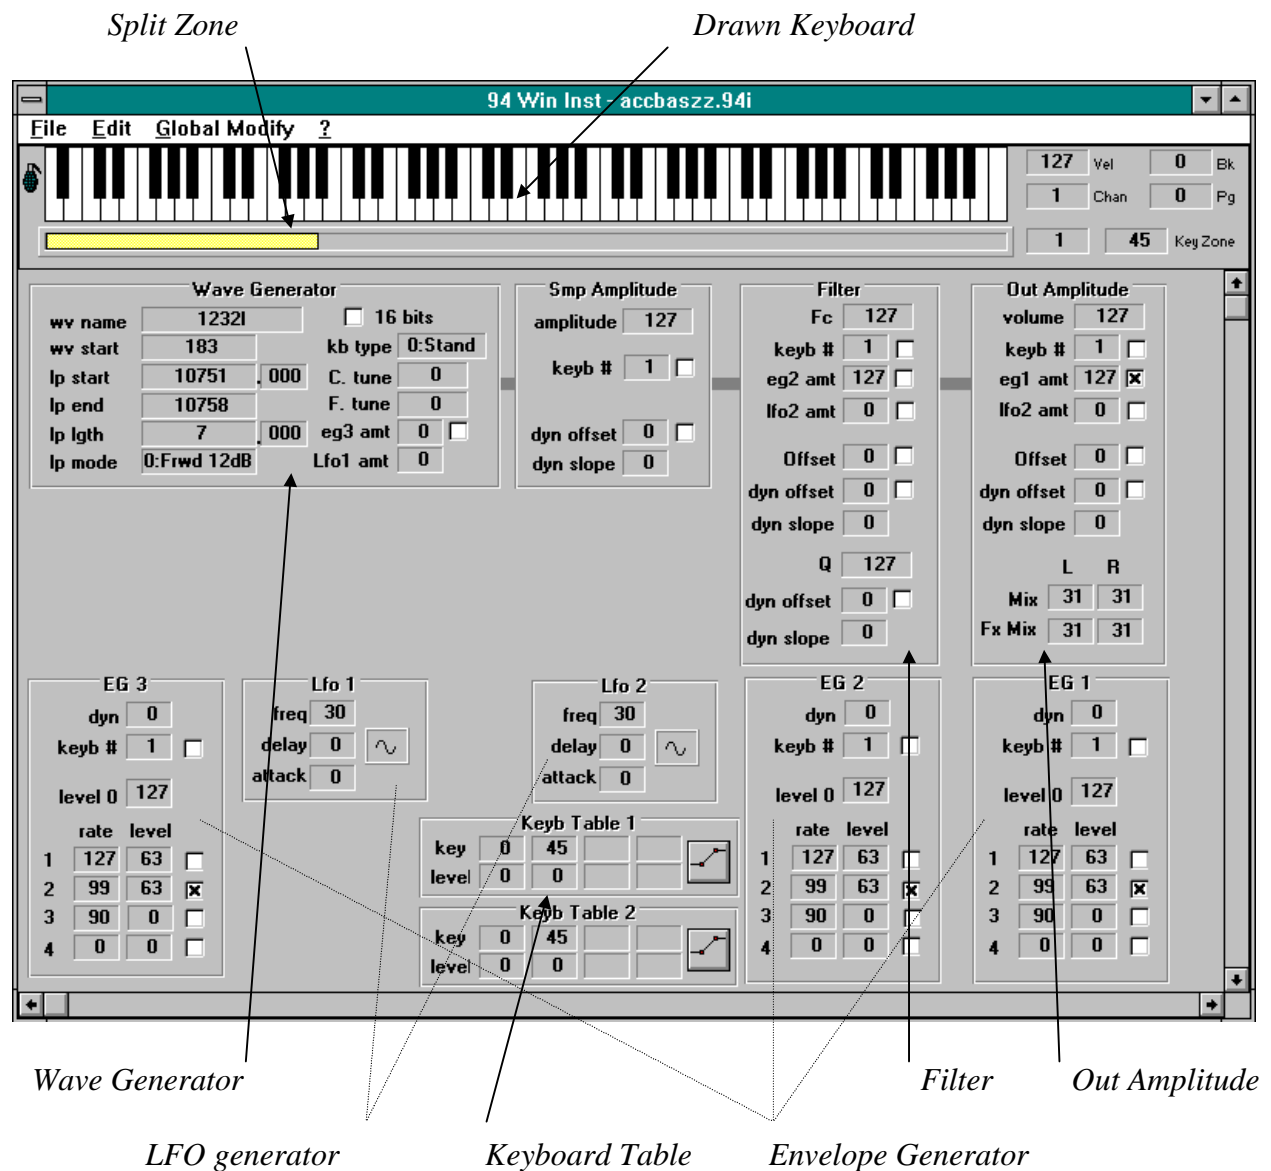 Split Zone
Drawn Keyboard
94 Win Inst - accbaszz.94i
File Edit Global Modify ?
127 Vel 0 Bk
1 Chan 0 Pg
1 45 Key Zone
Wave Generator
wv name 1232l 16 bits
wv start 183 kb type 0:Stand
lp start 10751 . 000 C. tune 0
lp end 10758 F. tune 0
lp lgth 7 . 000 eg3 amt 0
lp mode 0:Frwd 12dB Lfo1 amt 0
Smp Amplitude
amplitude 127
keyb # 1
dyn offset 0
dyn slope 0
Filter
Fc 127
keyb # 1
eg2 amt 127
lfo2 amt 0
Offset 0
dyn offset 0
dyn slope 0
Q 127
dyn offset 0
dyn slope 0
Out Amplitude
volume 127
keyb # 1
eg1 amt 127
lfo2 amt 0
Offset 0
dyn offset 0
dyn slope 0
L R
Mix 31 31
Fx Mix 31 31
EG 3
dyn 0
keyb # 1
level 0 127
rate level
1 127 63
2 99 63
3 90 0
4 0 0
Lfo 1
freq 30
delay 0
attack 0
Lfo 2
freq 30
delay 0
attack 0
Keyb Table 1
key 0 45
level 0 0
Keyb Table 2
key 0 45
level 0 0
EG 2
dyn 0
keyb # 1
level 0 127
rate level
1 127 63
2 99 63
3 90 0
4 0 0
EG 1
dyn 0
keyb # 1
level 0 127
rate level
1 127 63
2 99 63
3 90 0
4 0 0
Wave Generator
Filter
Out Amplitude
LFO generator
Keyboard Table
Envelope Generator